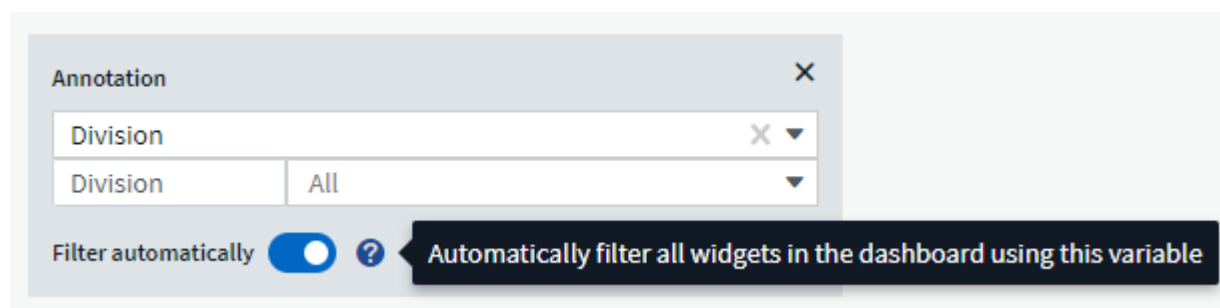 Annotation
Division
Division All
Filter automatically ? Automatically filter all widgets in the dashboard using this variable